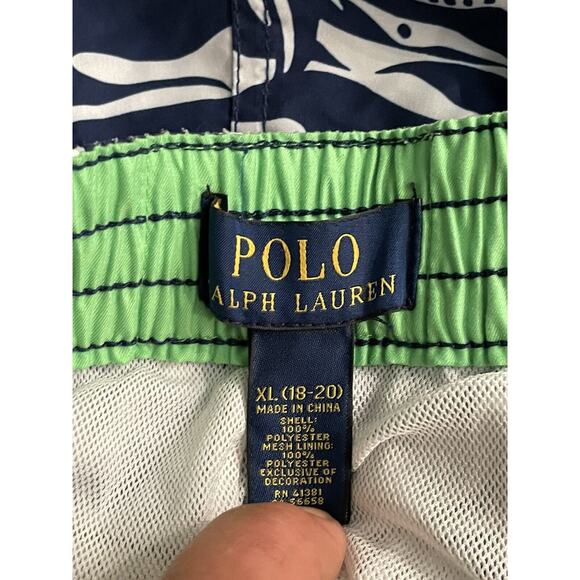 POLO
ALPH LAUREN
XL (18-20)
MADE IN CHINA
SHELL:
100%
POLYESTER
MESH LINING:
100%
POLYESTER
EXCLUSIVE OF
DECORATION
RN 41381